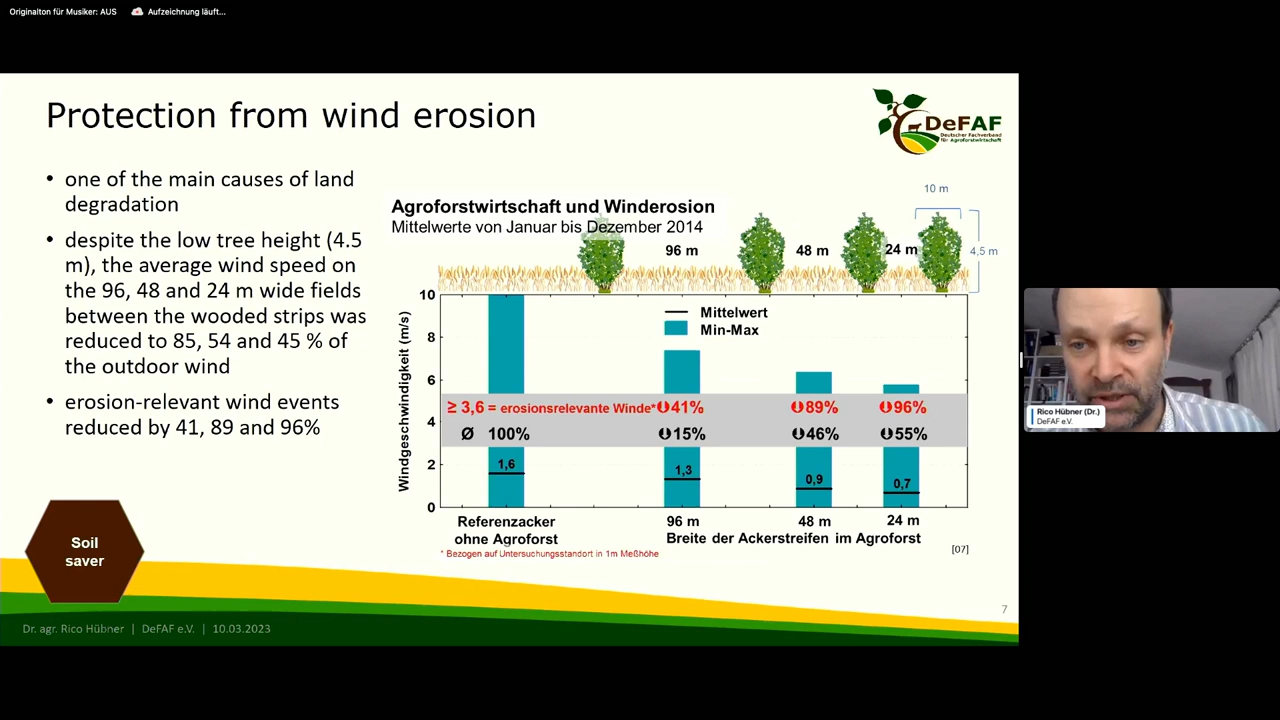 Originalton für Musiker: AUS
Aufzeichnung läuft...
Protection from wind erosion
DeFAF
Deutscher Fachverband
für Agroforstwirtschaft
• one of the main causes of land
degradation
• despite the low tree height (4.5
m), the average wind speed on
the 96, 48 and 24 m wide fields
between the wooded strips was
reduced to 85, 54 and 45 % of
the outdoor wind
• erosion-relevant wind events
reduced by 41, 89 and 96%
Agroforstwirtschaft und Winderosion
Mittelwerte von Januar bis Dezember 2014
10 m
96 m
48 m
24 m
4,5 m
Windgeschwindigkeit (m/s)
10
8
6
4
2
0
Mittelwert
Min-Max
≥ 3,6 = erosionsrelevante Winde* 41% 89% 96%
Ø 100% 15% 46% 55%
1,6
1,3
0,9
0,7
Referenzacker
ohne Agroforst
96 m
48 m
24 m
Breite der Ackerstreifen im Agroforst
* Bezogen auf Untersuchungsstandort in 1m Meßhöhe
[07]
Soil
saver
7
Dr. agr. Rico Hübner | DeFAF e.V. | 10.03.2023
Rico Hübner (Dr.)
DeFAF e.V.